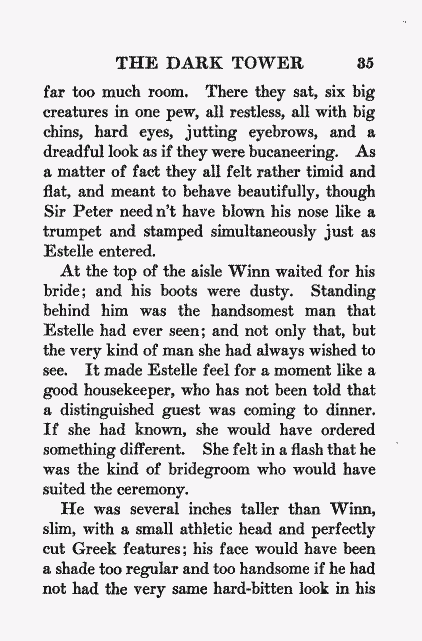 THE DARK TOWER 35
far too much room. There they sat, six big
creatures in one pew, all restless, all with big
chins, hard eyes, jutting eyebrows, and a
dreadful look as if they were bucaneering. As
a matter of fact they all felt rather timid and
flat, and meant to behave beautifully, though
Sir Peter need n't have blown his nose like a
trumpet and stamped simultaneously just as
Estelle entered.
At the top of the aisle Winn waited for his
bride; and his boots were dusty. Standing
behind him was the handsomest man that
Estelle had ever seen; and not only that, but
the very kind of man she had always wished to
see. It made Estelle feel for a moment like a
good housekeeper, who has not been told that
a distinguished guest was coming to dinner.
If she had known, she would have ordered
something different. She felt in a flash that he
was the kind of bridegroom who would have
suited the ceremony.
He was several inches taller than Winn,
slim, with a small athletic head and perfectly
cut Greek features; his face would have been
a shade too regular and too handsome if he had
not had the very same hard-bitten look in his